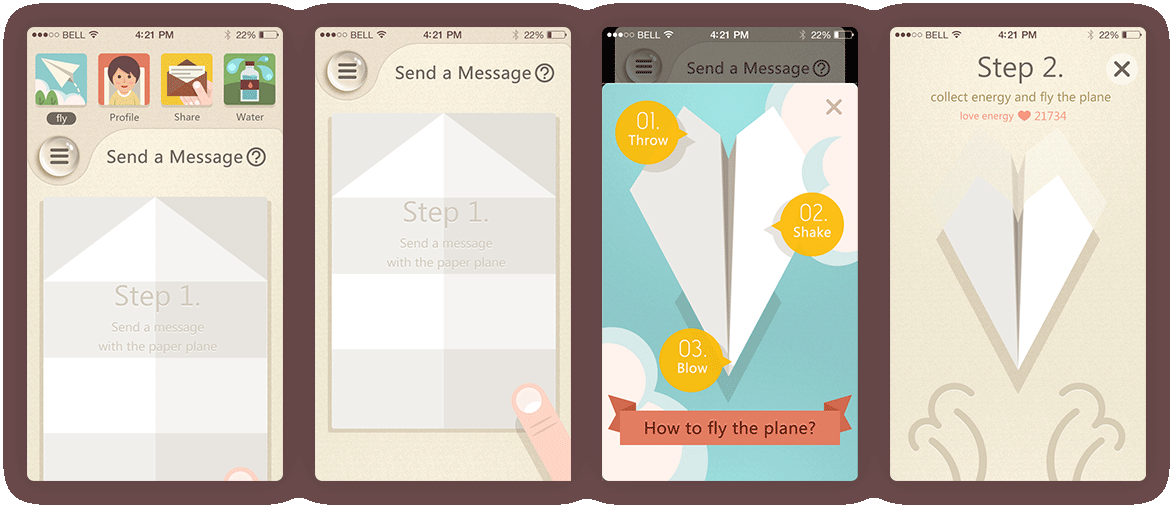 BELL 4:21 PM 22%
fly Profile Share Water
Send a Message ?
Step 1.
Send a message
with the paper plane
BELL 4:21 PM 22%
Send a Message ?
Step 1.
Send a message
with the paper plane
BELL 4:21 PM 22%
Send a Message ?
01.
Throw
02.
Shake
03.
Blow
How to fly the plane?
BELL 4:21 PM 22%
Step 2.
collect energy and fly the plane
love energy 21734